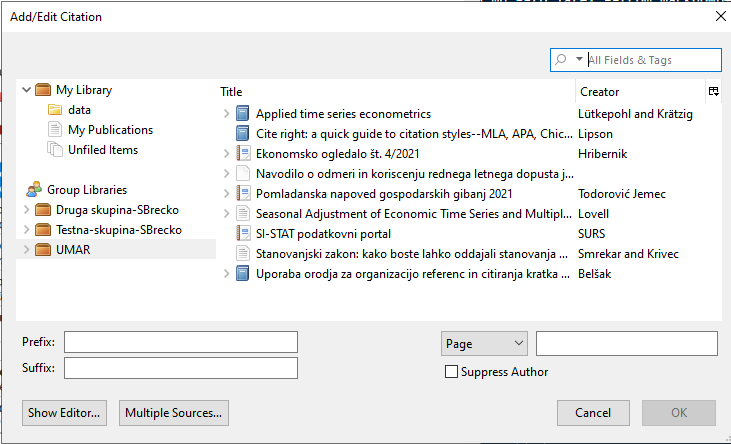 Add/Edit Citation
All Fields & Tags
My Library
data
My Publications
Unfiled Items
Group Libraries
Druga skupina-SBrecko
Testna-skupina-SBrecko
UMAR
Title Creator
Applied time series econometrics Lütkepohl and Krätzig
Cite right: a quick guide to citation styles--MLA, APA, Chic... Lipson
Ekonomsko ogledalo št. 4/2021 Hribernik
Navodilo o odmeri in koriscenju rednega letnega dopusta j...
Pomladanska napoved gospodarskih gibanj 2021 Todorović Jemec
Seasonal Adjustment of Economic Time Series and Multipl... Lovell
SI-STAT podatkovni portal SURS
Stanovanjski zakon: kako boste lahko oddajali stanovanja ... Smrekar and Krivec
Uporaba orodja za organizacijo referenc in citiranja kratka ... Belšak
Prefix:
Suffix:
Page
Suppress Author
Show Editor... Multiple Sources... Cancel OK